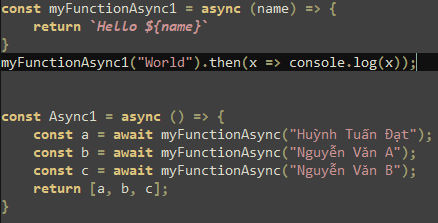 const myFunctionAsync1 = async (name) => {
    return `Hello ${name}`
}
myFunctionAsync1("World").then(x => console.log(x));
const Async1 = async () => {
    const a = await myFunctionAsync("Huỳnh Tuấn Đạt");
    const b = await myFunctionAsync("Nguyễn Văn A");
    const c = await myFunctionAsync("Nguyễn Văn B");
    return [a, b, c];
}